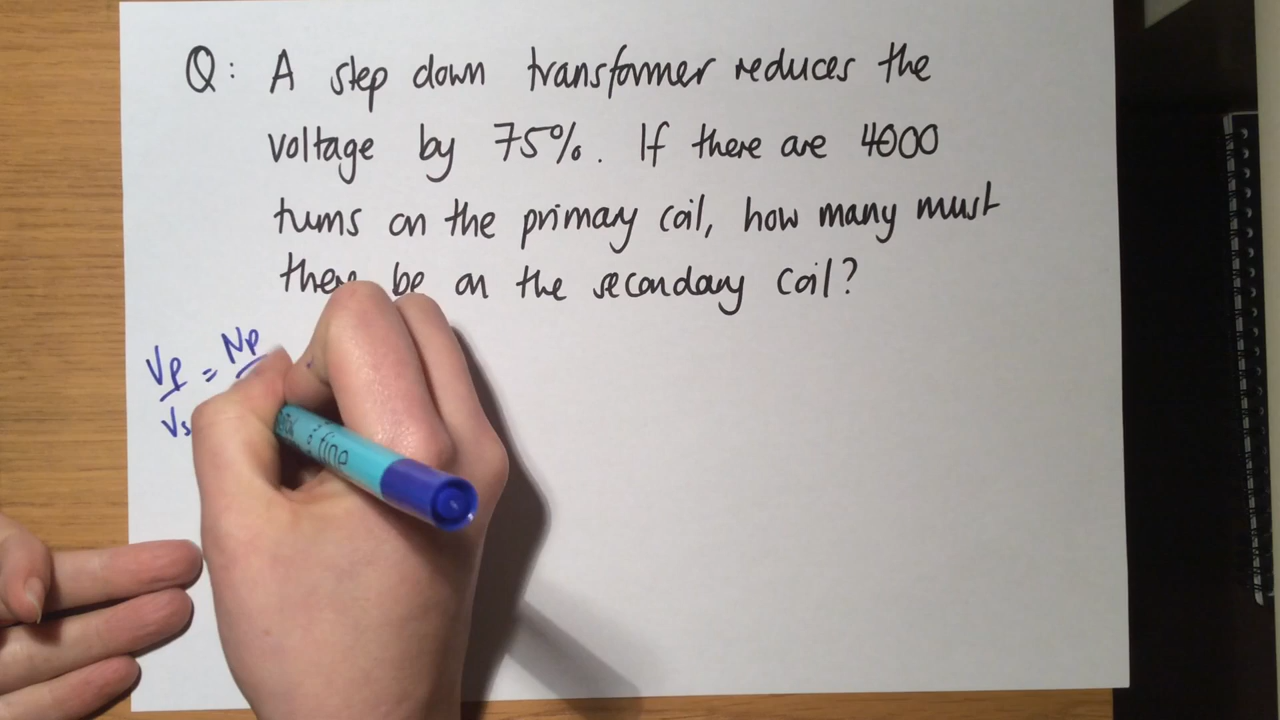 Q: A step down transformer reduces the
voltage by 75%. If there are 4000
turns on the primary coil, how many must
there be on the secondary coil?
Vp/Vs = Np
fine